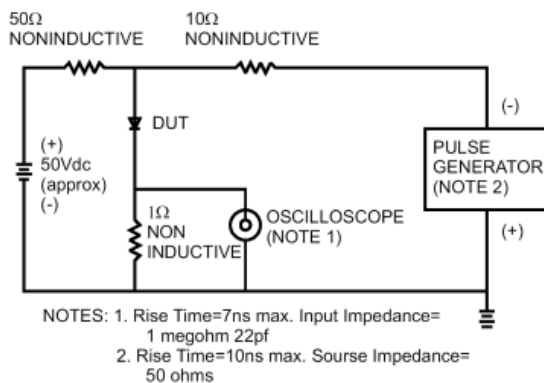 50Ω
NONINDUCTIVE
10Ω
NONINDUCTIVE
DUT
(+)
50Vdc
(approx)
(-)
1Ω
NON
INDUCTIVE
OSCILLOSCOPE
(NOTE 1)
(-)
PULSE
GENERATOR
(NOTE 2)
(+)
NOTES: 1. Rise Time=7ns max. Input Impedance=
1 megohm 22pf
2. Rise Time=10ns max. Sourse Impedance=
50 ohms